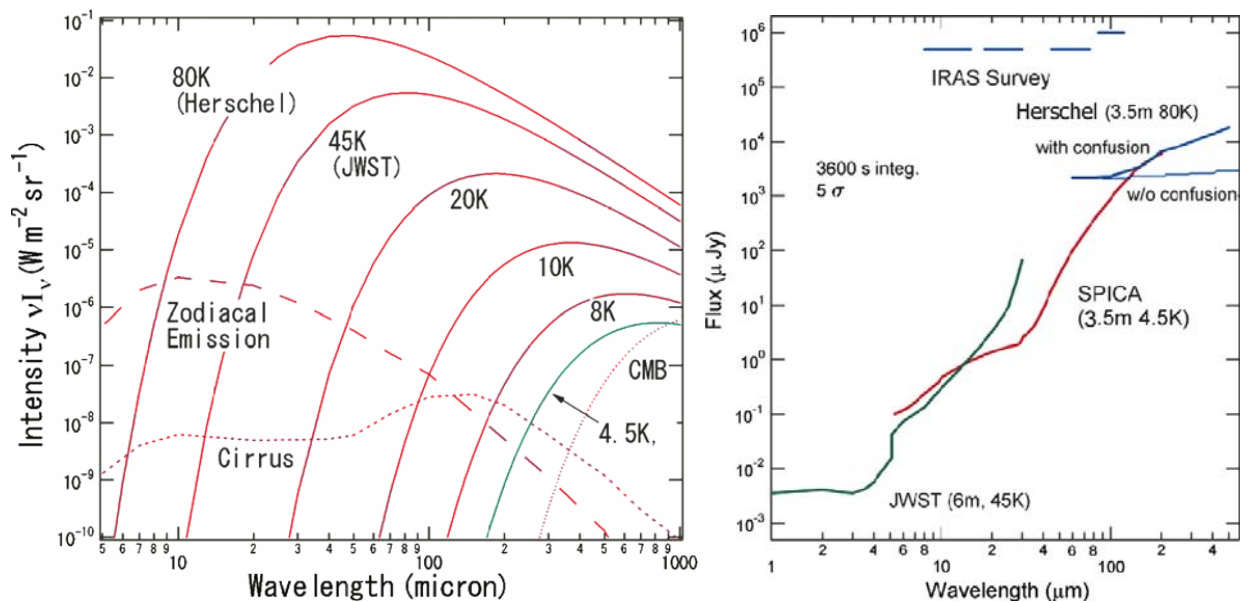 Intensity νIν (W m⁻² sr⁻¹)
10⁻¹
10⁻²
10⁻³
10⁻⁴
10⁻⁵
10⁻⁶
10⁻⁷
10⁻⁸
10⁻⁹
10⁻¹⁰
80K
(Herschel)
45K
(JWST)
20K
10K
8K
Zodiacal
Emission
CMB
Cirrus
4.5K,
5 6 7 8 9 10 2 3 4 5 6 7 8 9 100 2 3 4 5 6 7 8 9 1000
Wavelength (micron)
Flux (μ Jy)
10⁶
10⁵
10⁴
10³
10²
10¹
10⁰
10⁻¹
10⁻²
10⁻³
IRAS Survey
Herschel (3.5m 80K)
with confusion
3600 s integ.
5 σ
w/o confusion
SPICA
(3.5m 4.5K)
JWST (6m, 45K)
1 2 4 6 8 10 2 4 6 8 100 2 4
Wavelength (μm)